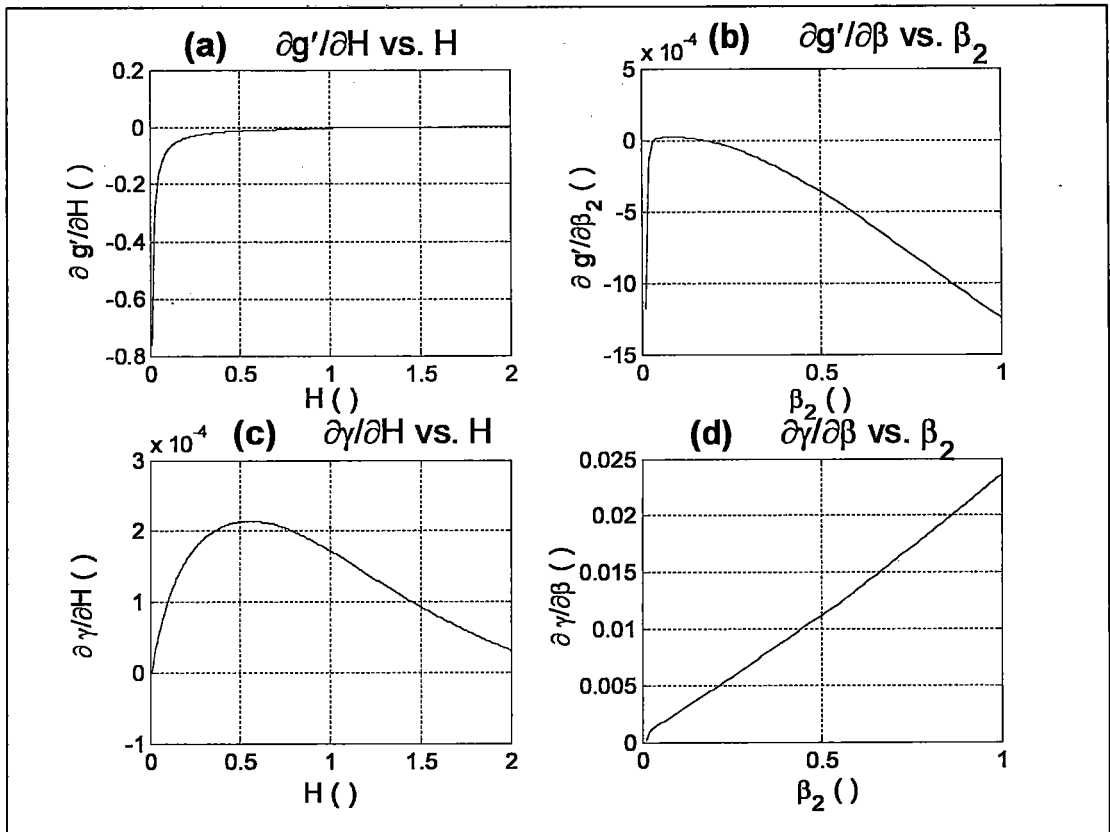 (a) ∂g'/∂H vs. H
0.2
0
-0.2
-0.4
-0.6
-0.8
0 0.5 1 1.5 2
∂ g'/∂H ( )
H ( )
x 10⁻⁴ (b) ∂g'/∂β vs. β₂
5
0
-5
-10
-15
0 0.5 1
∂ g'/∂β₂ ( )
β₂ ( )
x 10⁻⁴ (c) ∂γ/∂H vs. H
3
2
1
0
-1
0 0.5 1 1.5 2
∂ γ/∂H ( )
H ( )
(d) ∂γ/∂β vs. β₂
0.025
0.02
0.015
0.01
0.005
0
0 0.5 1
∂ γ/∂β ( )
β₂ ( )